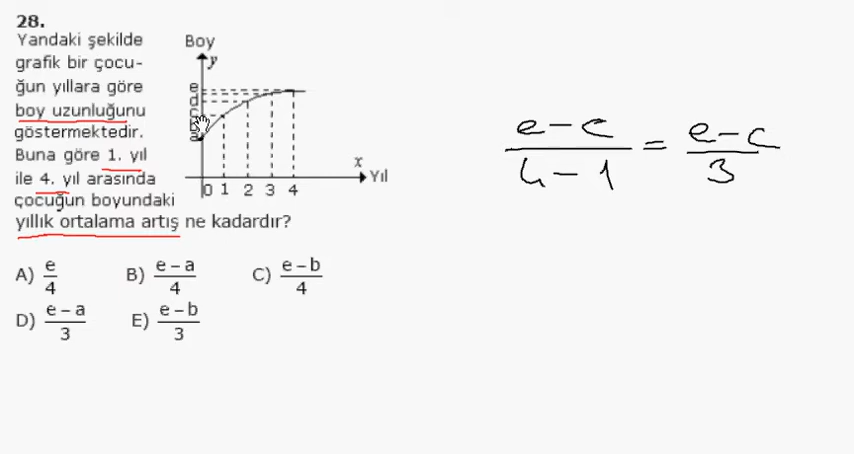 28.
Yandaki şekilde
grafik bir çocu-
ğun yıllara göre
boy uzunluğunu
göstermektedir.
Buna göre 1. yıl
ile 4. yıl arasında
çocuğun boyundaki
yıllık ortalama artış ne kadardır?
Boy
y
e
d
c
x
Yıl
0 1 2 3 4
A) e/4 B) e-a/4 C) e-b/4
D) e-a/3 E) e-b/3
e-c/4-1 = e-c/3